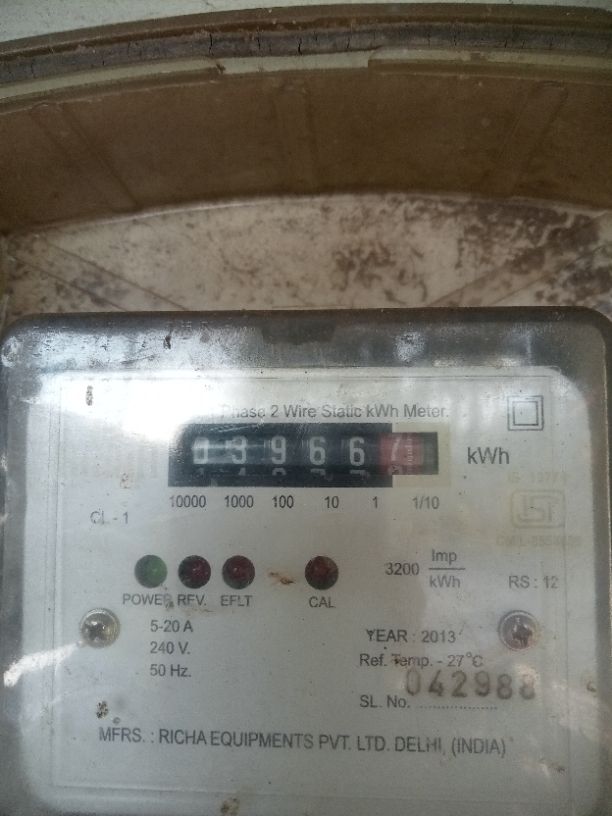 Phase 2 Wire Static kWh Meter.
03966 7 kWh
10000 1000 100 10 1 1/10
CL - 1
3200 Imp/kWh
RS : 12
POWER REV. EFLT CAL
5-20 A
240 V.
50 Hz.
YEAR : 2013
Ref. Temp. - 27°C
SL. No. 042988
MFRS. : RICHA EQUIPMENTS PVT. LTD. DELHI, (INDIA)